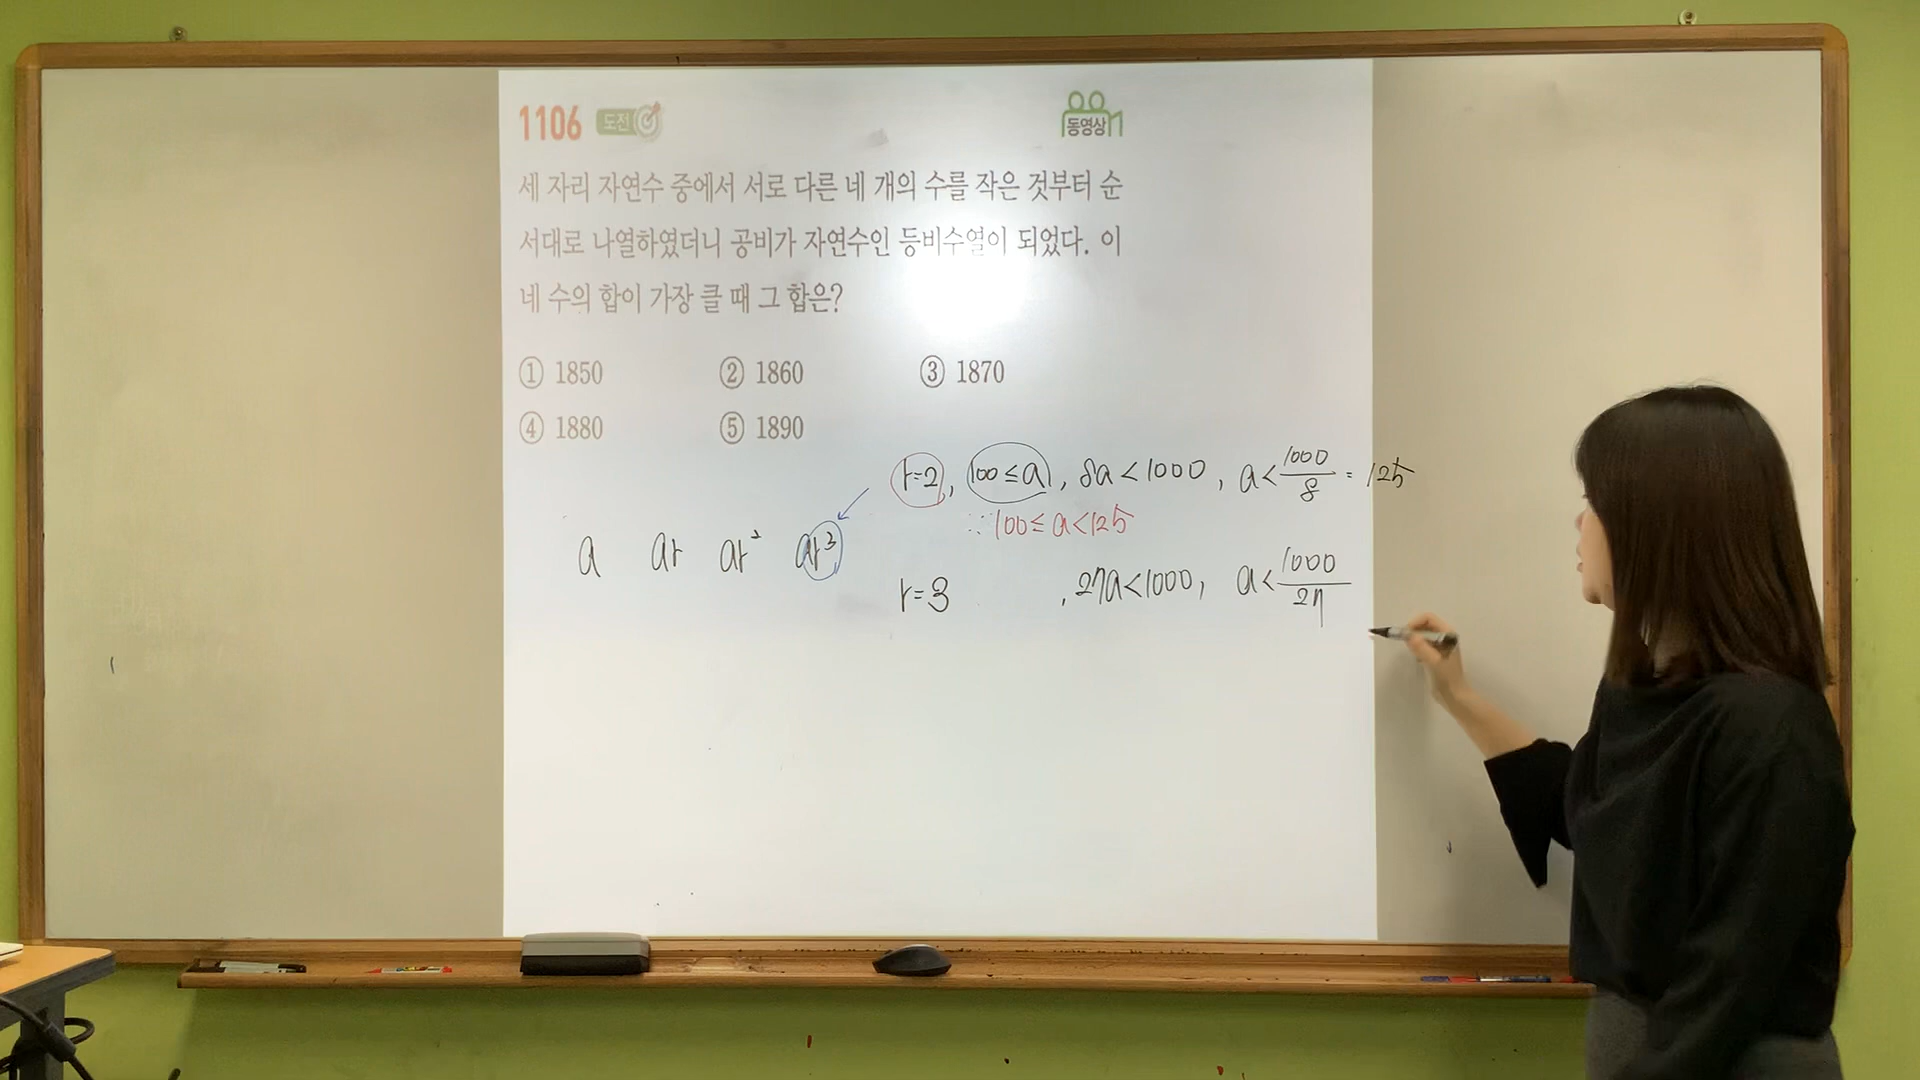 1106 도전
동영상
세 자리 자연수 중에서 서로 다른 네 개의 수를 작은 것부터 순
서대로 나열하였더니 공비가 자연수인 등비수열이 되었다. 이
네 수의 합이 가장 클 때 그 합은?
① 1850 ② 1860 ③ 1870
④ 1880 ⑤ 1890
r=2, 100≤a, 8a<1000, a<1000/8 = 125
∴ 100≤a<125
a ar ar² ar³
r=3 , 27a<1000, a<1000/27